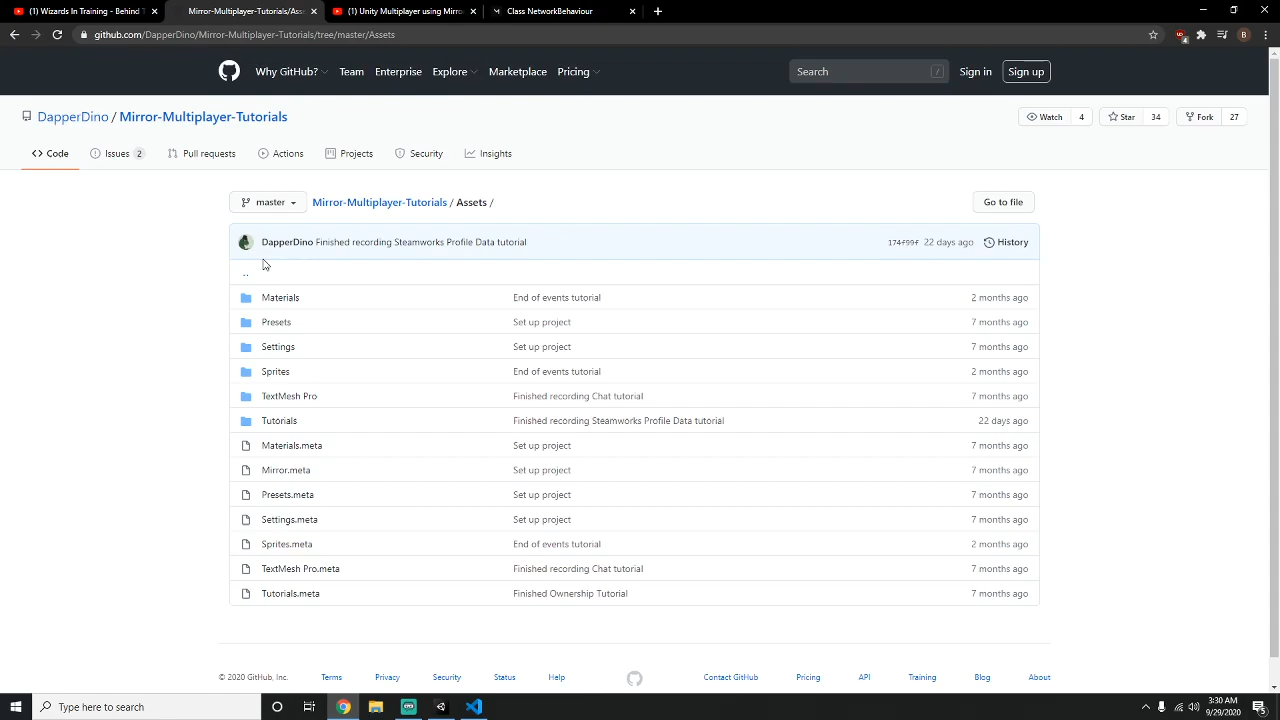 (1) Wizards In Training - Behind T
Mirror-Multiplayer-Tutorials/Asse
(1) Unity Multiplayer using Mirro
Class NetworkBehaviour
github.com/DapperDino/Mirror-Multiplayer-Tutorials/tree/master/Assets
4
B
Why GitHub?
Team
Enterprise
Explore
Marketplace
Pricing
Search
/
Sign in
Sign up
DapperDino / Mirror-Multiplayer-Tutorials
Watch 4
Star 34
Fork 27
Code
Issues 2
Pull requests
Actions
Projects
Security
Insights
master
Mirror-Multiplayer-Tutorials / Assets /
Go to file
DapperDino Finished recording Steamworks Profile Data tutorial 174f99f 22 days ago History
..
Materials End of events tutorial 2 months ago
Presets Set up project 7 months ago
Settings Set up project 7 months ago
Sprites End of events tutorial 2 months ago
TextMesh Pro Finished recording Chat tutorial 7 months ago
Tutorials Finished recording Steamworks Profile Data tutorial 22 days ago
Materials.meta Set up project 7 months ago
Mirror.meta Set up project 7 months ago
Presets.meta Set up project 7 months ago
Settings.meta Set up project 7 months ago
Sprites.meta End of events tutorial 2 months ago
TextMesh Pro.meta Finished recording Chat tutorial 7 months ago
Tutorials.meta Finished Ownership Tutorial 7 months ago
© 2020 GitHub, Inc.
Terms
Privacy
Security
Status
Help
Contact GitHub
Pricing
API
Training
Blog
About
Type here to search
3:30 AM
9/29/2020
5